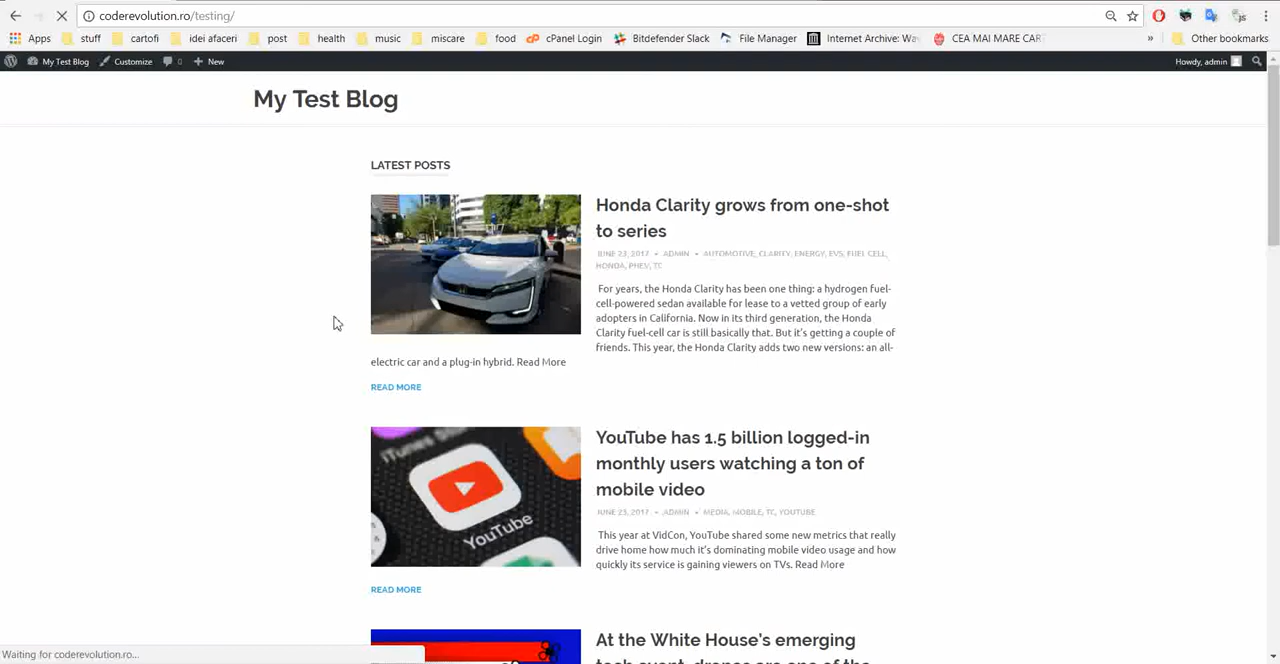 coderevolution.ro/testing/
Apps stuff cartofi idei afaceri post health music miscare food cPanel Login Bitdefender Slack File Manager Internet Archive: Wa CEA MAI MARE CAR » Other bookmarks
My Test Blog Customize 0 New Howdy, admin
My Test Blog
LATEST POSTS
Honda Clarity grows from one-shot
to series
JUNE 23, 2017 • ADMIN • AUTOMOTIVE, CLARITY, ENERGY, EVS, FUEL CELL,
HONDA, PHEV, TC
For years, the Honda Clarity has been one thing: a hydrogen fuel-
cell-powered sedan available for lease to a vetted group of early
adopters in California. Now in its third generation, the Honda
Clarity fuel-cell car is still basically that. But it's getting a couple of
friends. This year, the Honda Clarity adds two new versions: an all-
electric car and a plug-in hybrid. Read More
READ MORE
iTunes
YouTube
YouTube has 1.5 billion logged-in
monthly users watching a ton of
mobile video
JUNE 23, 2017 • ADMIN • MEDIA, MOBILE, TC, YOUTUBE
This year at VidCon, YouTube shared some new metrics that really
drive home how much it's dominating mobile video usage and how
quickly its service is gaining viewers on TVs. Read More
READ MORE
At the White House's emerging
tech event, drones are one of the
Waiting for coderevolution.ro...